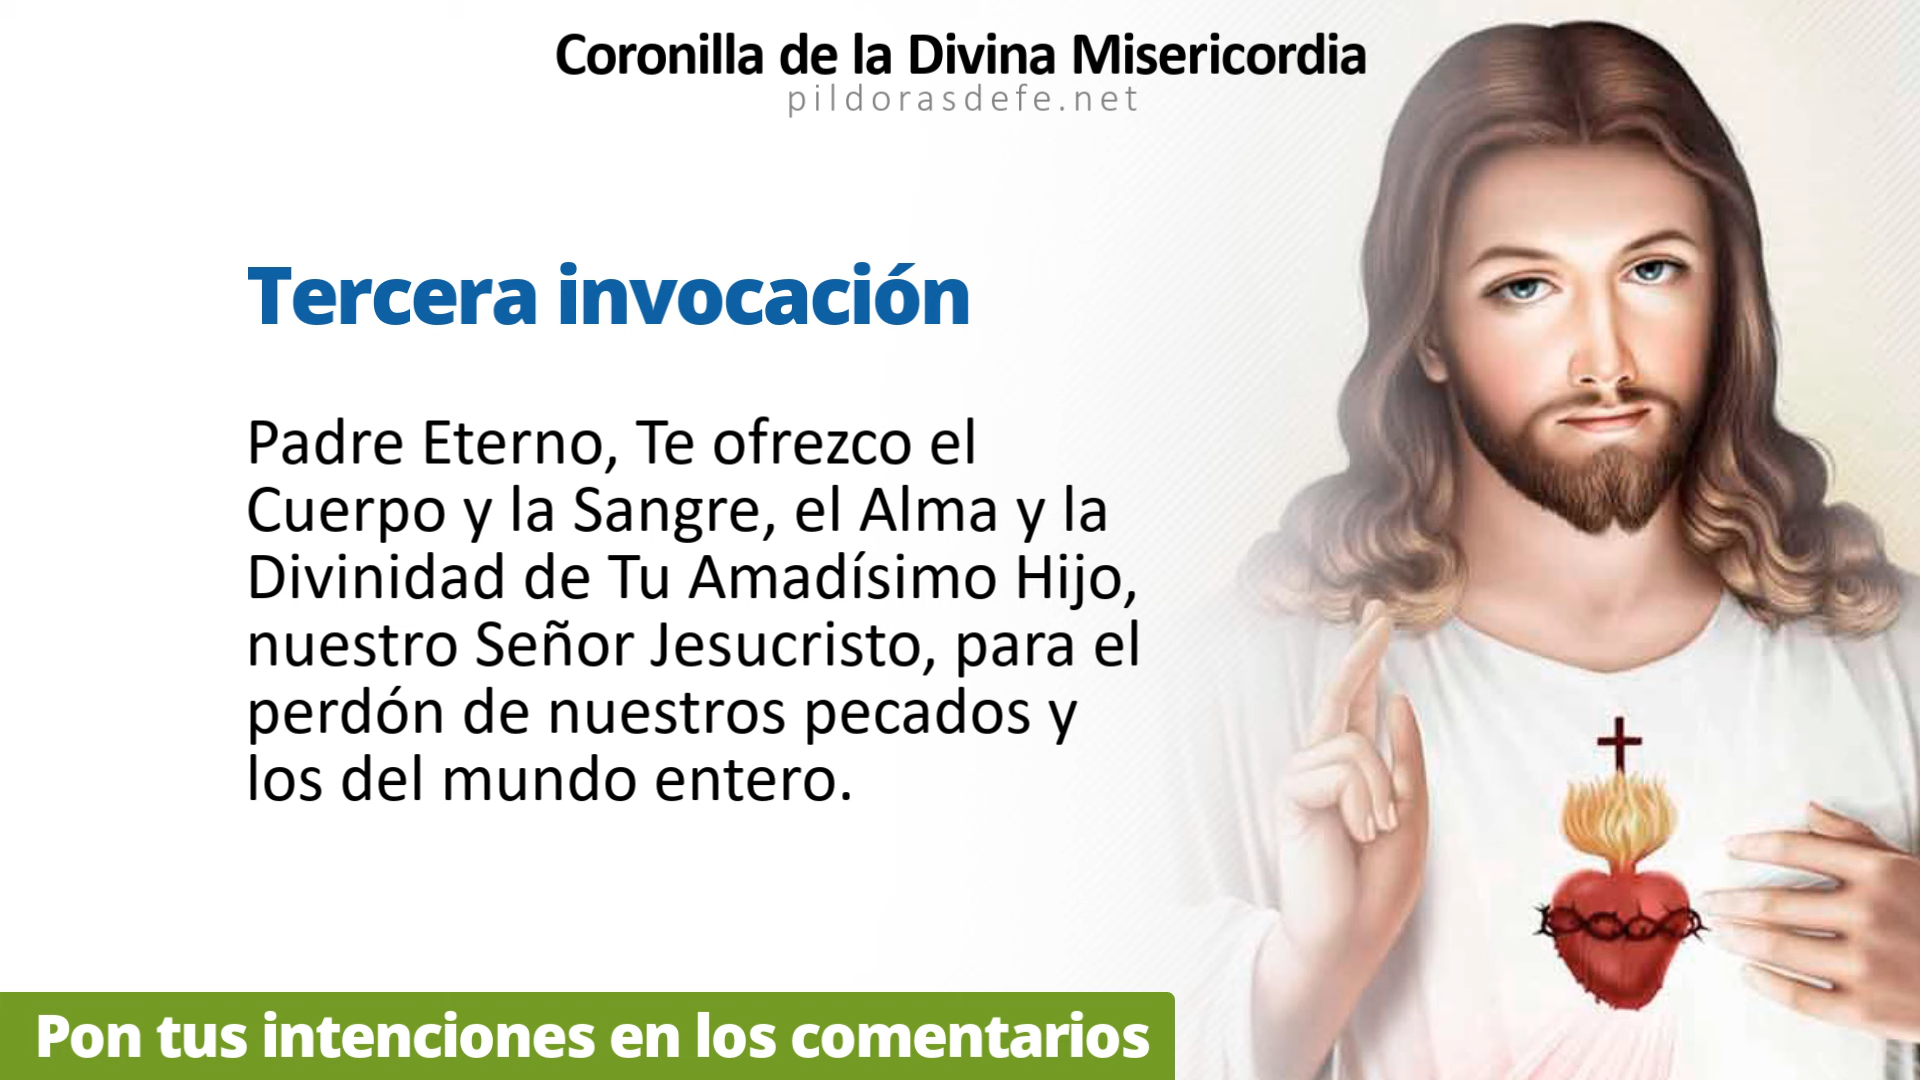 Coronilla de la Divina Misericordia
pildorasdefe.net
Tercera invocación
Padre Eterno, Te ofrezco el
Cuerpo y la Sangre, el Alma y la
Divinidad de Tu Amadísimo Hijo,
nuestro Señor Jesucristo, para el
perdón de nuestros pecados y
los del mundo entero.
Pon tus intenciones en los comentarios